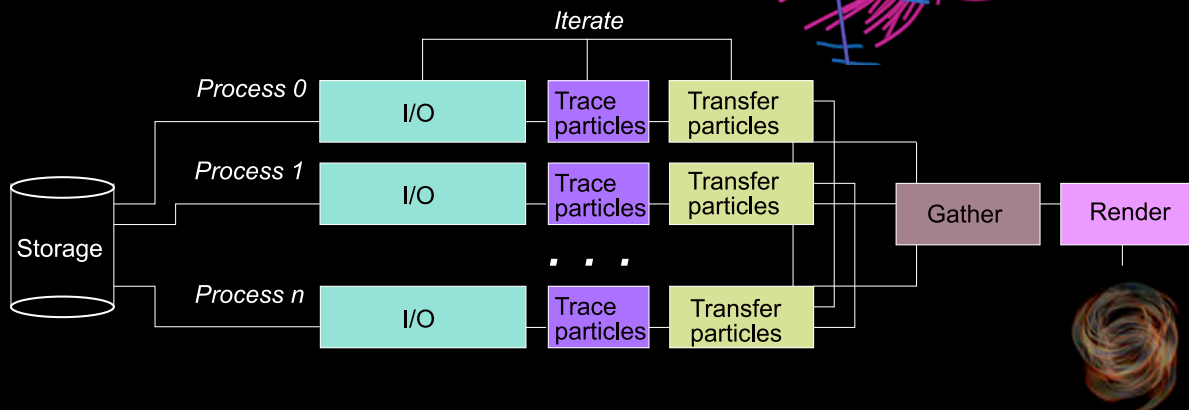 Iterate
Process 0
I/O
Trace
particles
Transfer
particles
Process 1
I/O
Trace
particles
Transfer
particles
Storage
Gather
Render
. . .
Process n
I/O
Trace
particles
Transfer
particles